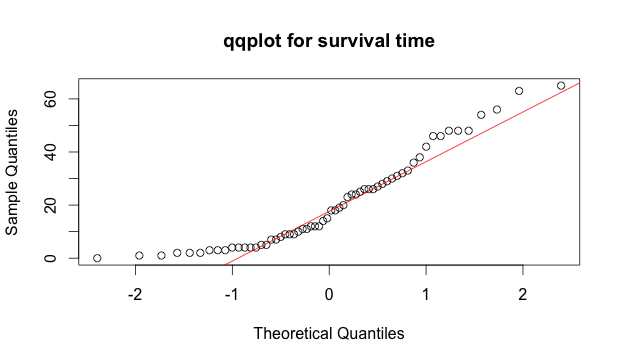 qqplot for survival time
Sample Quantiles
60
40
20
0
-2 -1 0 1 2
Theoretical Quantiles